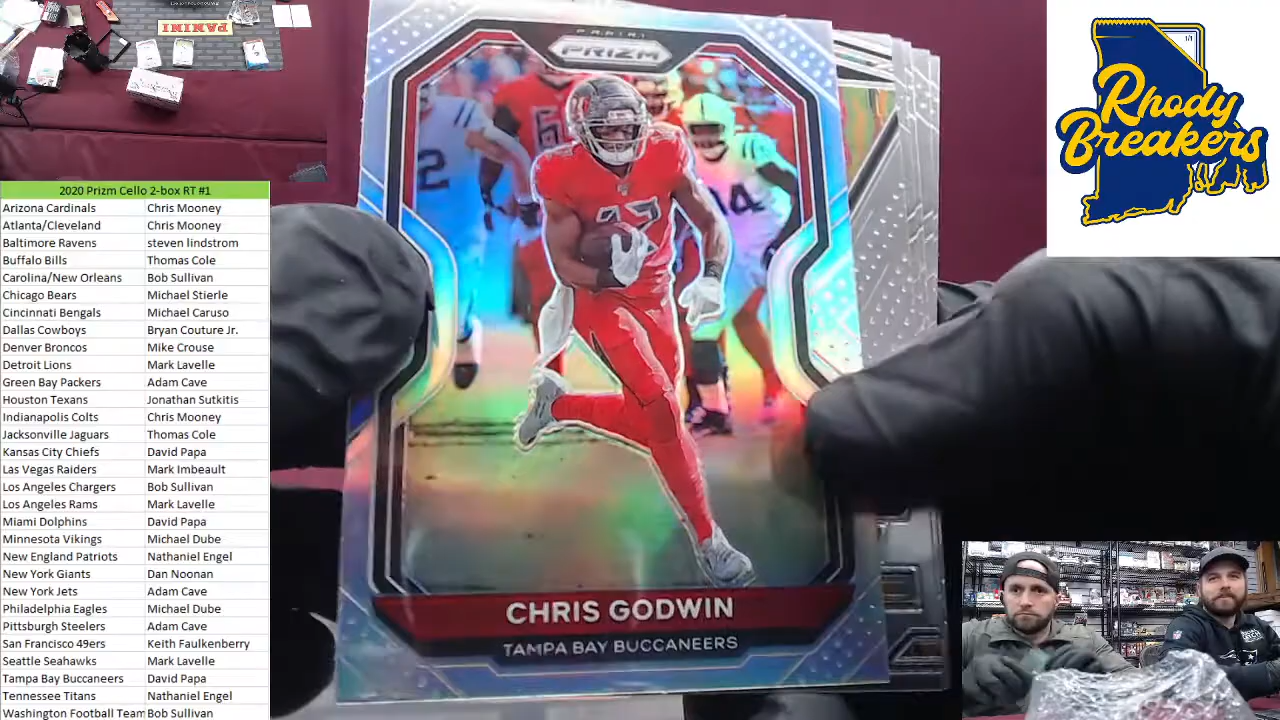 PANINI
2020 Prizm Cello 2-box RT #1
Arizona Cardinals Chris Mooney
Atlanta/Cleveland Chris Mooney
Baltimore Ravens steven lindstrom
Buffalo Bills Thomas Cole
Carolina/New Orleans Bob Sullivan
Chicago Bears Michael Stierle
Cincinnati Bengals Michael Caruso
Dallas Cowboys Bryan Couture Jr.
Denver Broncos Mike Crouse
Detroit Lions Mark Lavelle
Green Bay Packers Adam Cave
Houston Texans Jonathan Sutkitis
Indianapolis Colts Chris Mooney
Jacksonville Jaguars Thomas Cole
Kansas City Chiefs David Papa
Las Vegas Raiders Mark Imbeault
Los Angeles Chargers Bob Sullivan
Los Angeles Rams Mark Lavelle
Miami Dolphins David Papa
Minnesota Vikings Michael Dube
New England Patriots Nathaniel Engel
New York Giants Dan Noonan
New York Jets Adam Cave
Philadelphia Eagles Michael Dube
Pittsburgh Steelers Adam Cave
San Francisco 49ers Keith Faulkenberry
Seattle Seahawks Mark Lavelle
Tampa Bay Buccaneers David Papa
Tennessee Titans Nathaniel Engel
Washington Football Team Bob Sullivan
PANINI
PRIZM
12
CHRIS GODWIN
TAMPA BAY BUCCANEERS
1/1
Rhody
Breakers